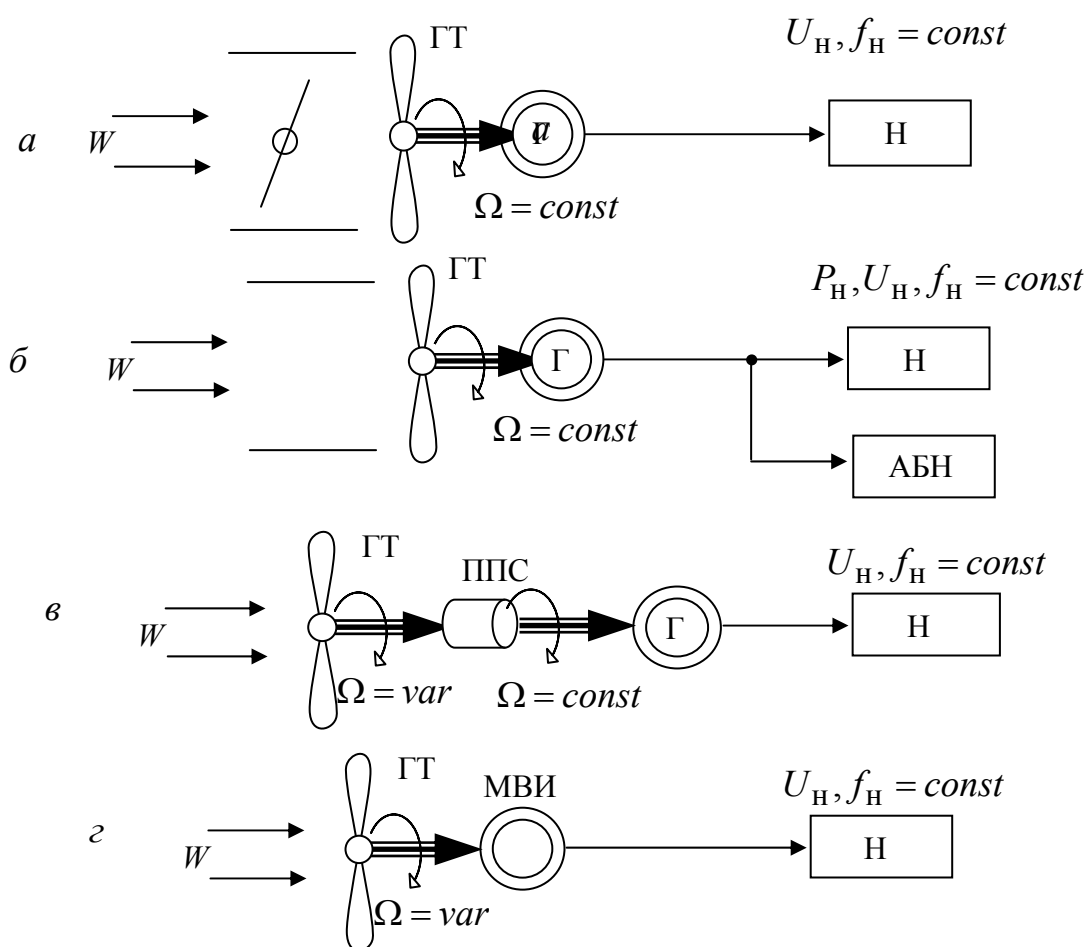 ГТ
U_Н, f_Н = const
а
W
Н
Ω = const
ГТ
P_Н, U_Н, f_Н = const
б
W
Г
Н
Ω = const
АБН
ГТ
ППС
U_Н, f_Н = const
в
W
Г
Н
Ω = var
Ω = const
ГТ
МВИ
U_Н, f_Н = const
г
W
Н
Ω = var